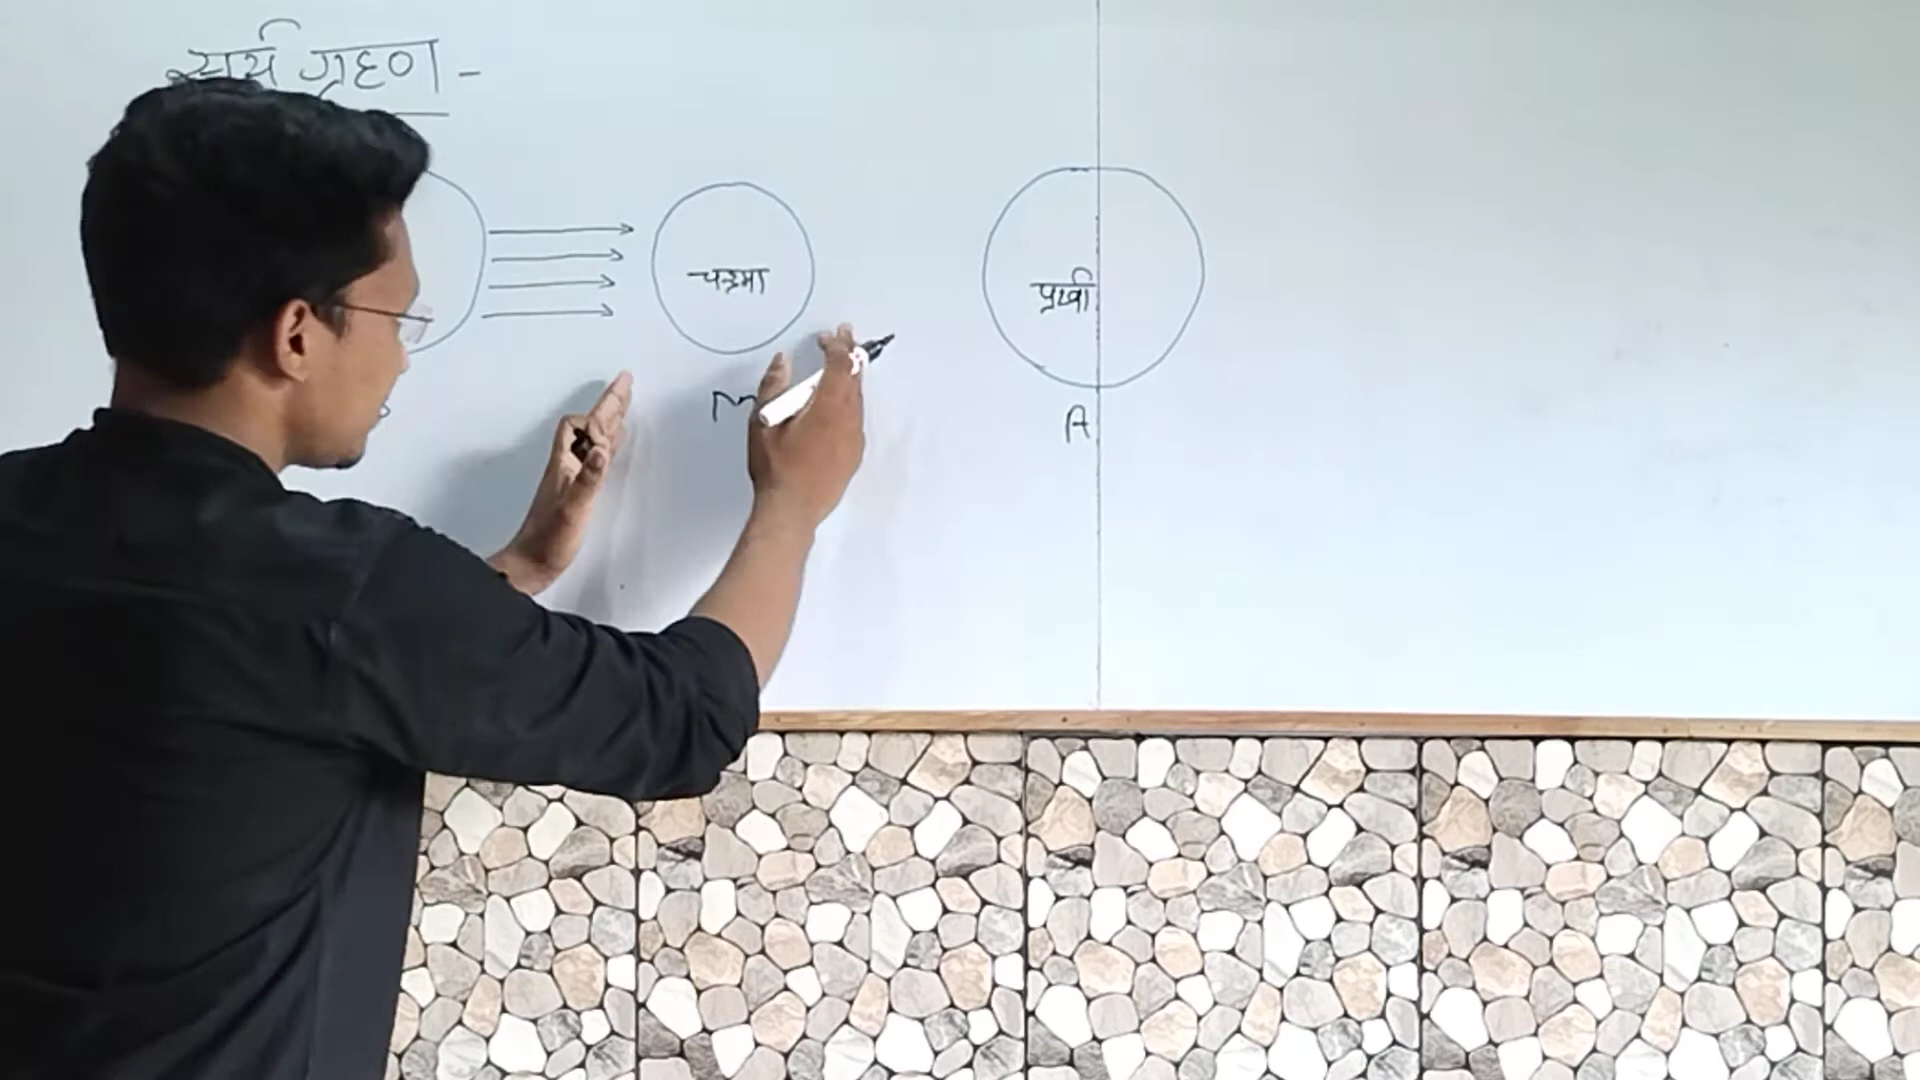 सूर्य ग्रहण -
चन्द्रमा
पृथ्वी
M
A